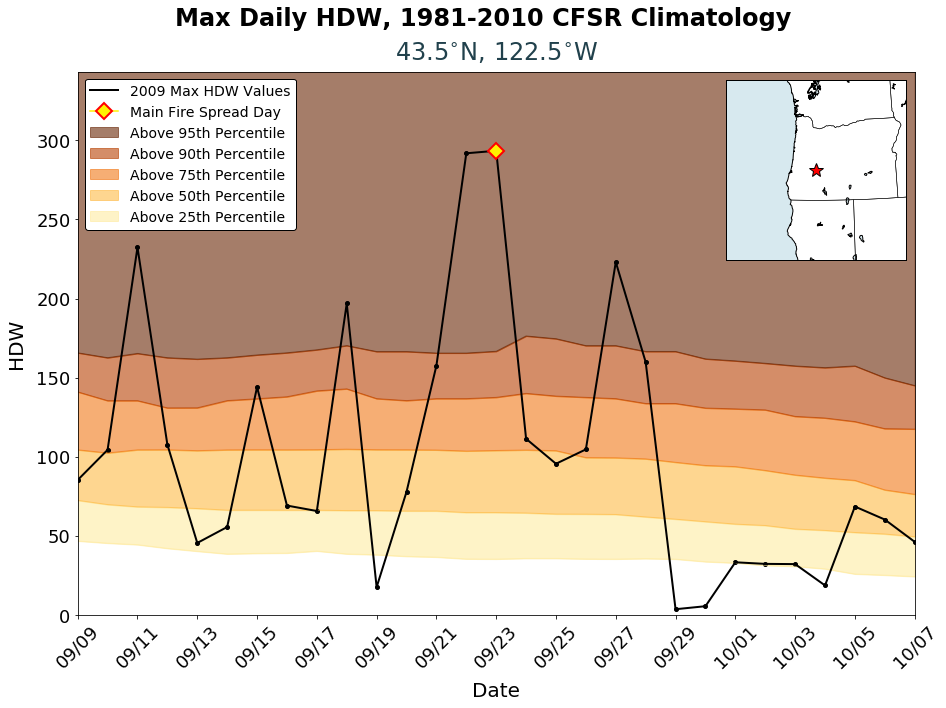 Max Daily HDW, 1981-2010 CFSR Climatology
43.5°N, 122.5°W
2009 Max HDW Values
Main Fire Spread Day
Above 95th Percentile
Above 90th Percentile
Above 75th Percentile
Above 50th Percentile
Above 25th Percentile
HDW
300
250
200
150
100
50
0
09/09
09/11
09/13
09/15
09/17
09/19
09/21
09/23
09/25
09/27
09/29
10/01
10/03
10/05
10/07
Date